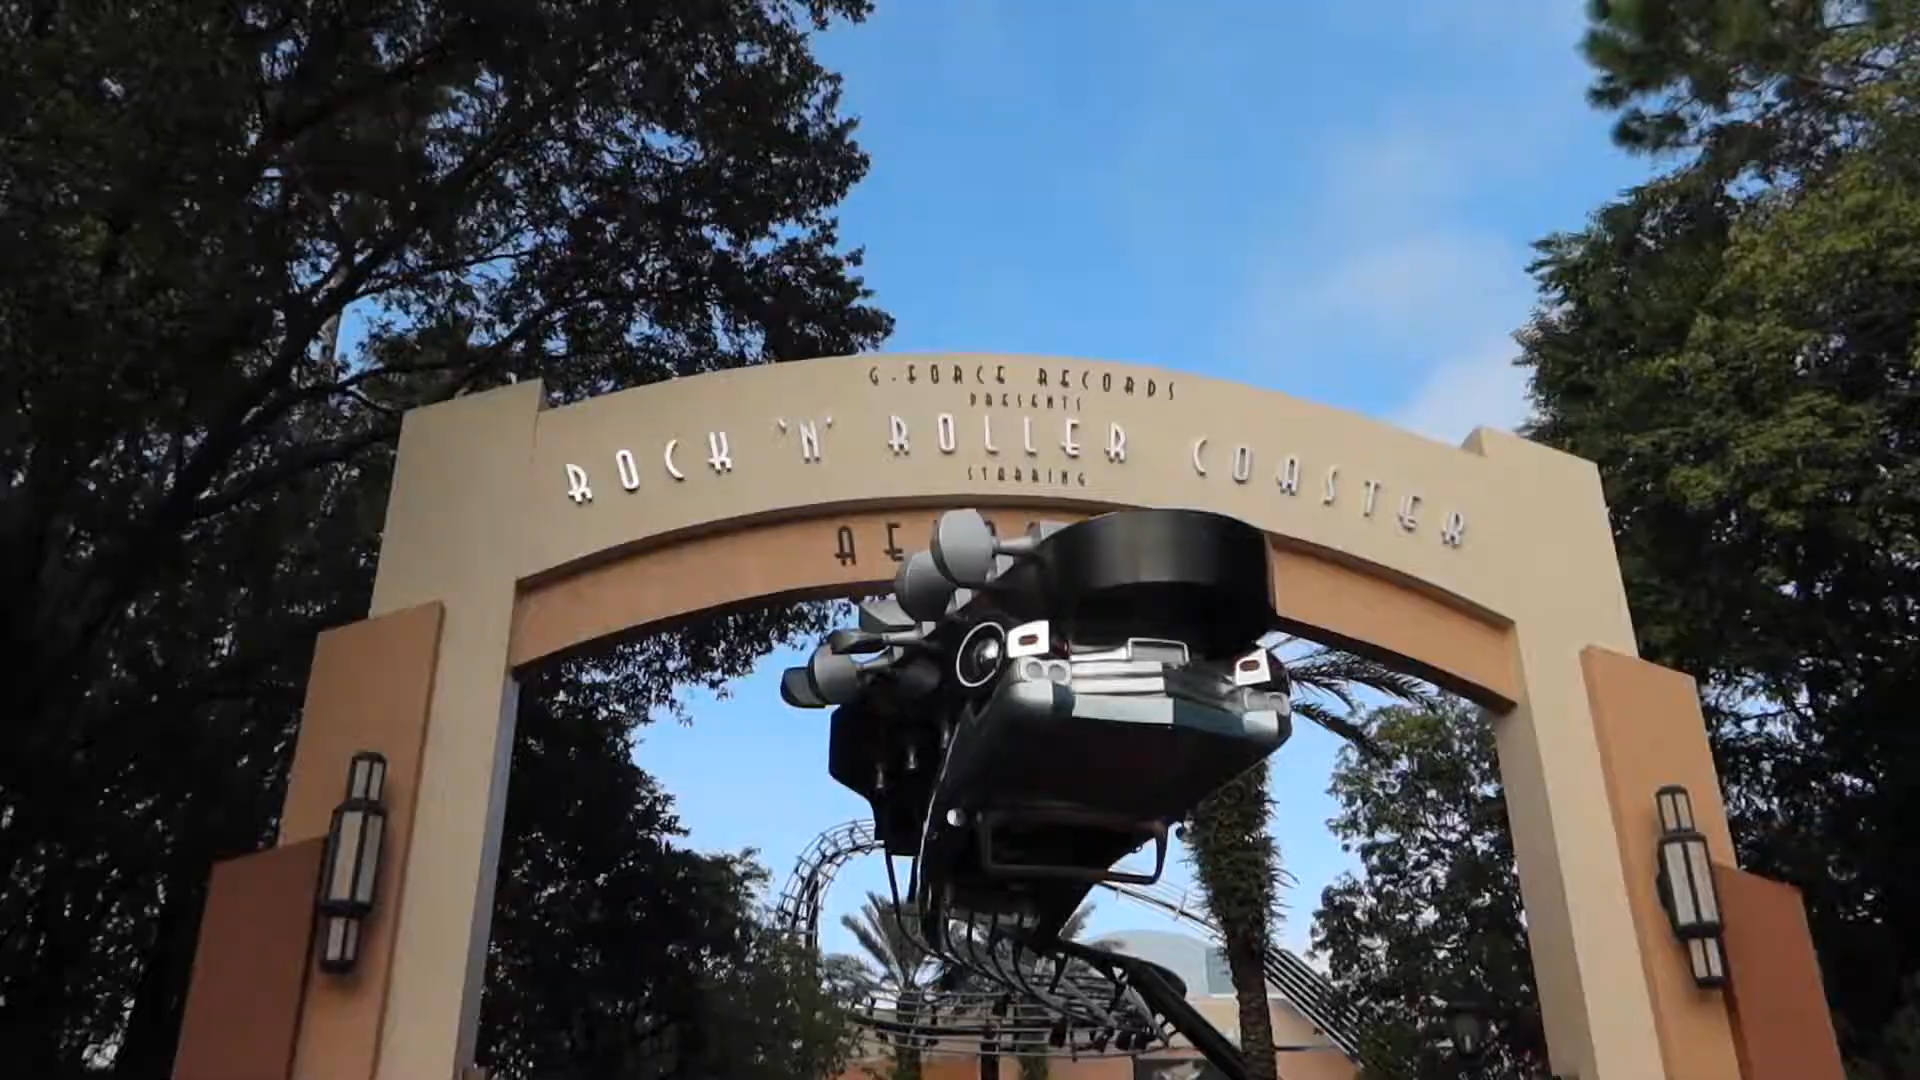 G-FORCE RECORDS
PRESENTS
ROCK 'N' ROLLER COASTER
STARRING